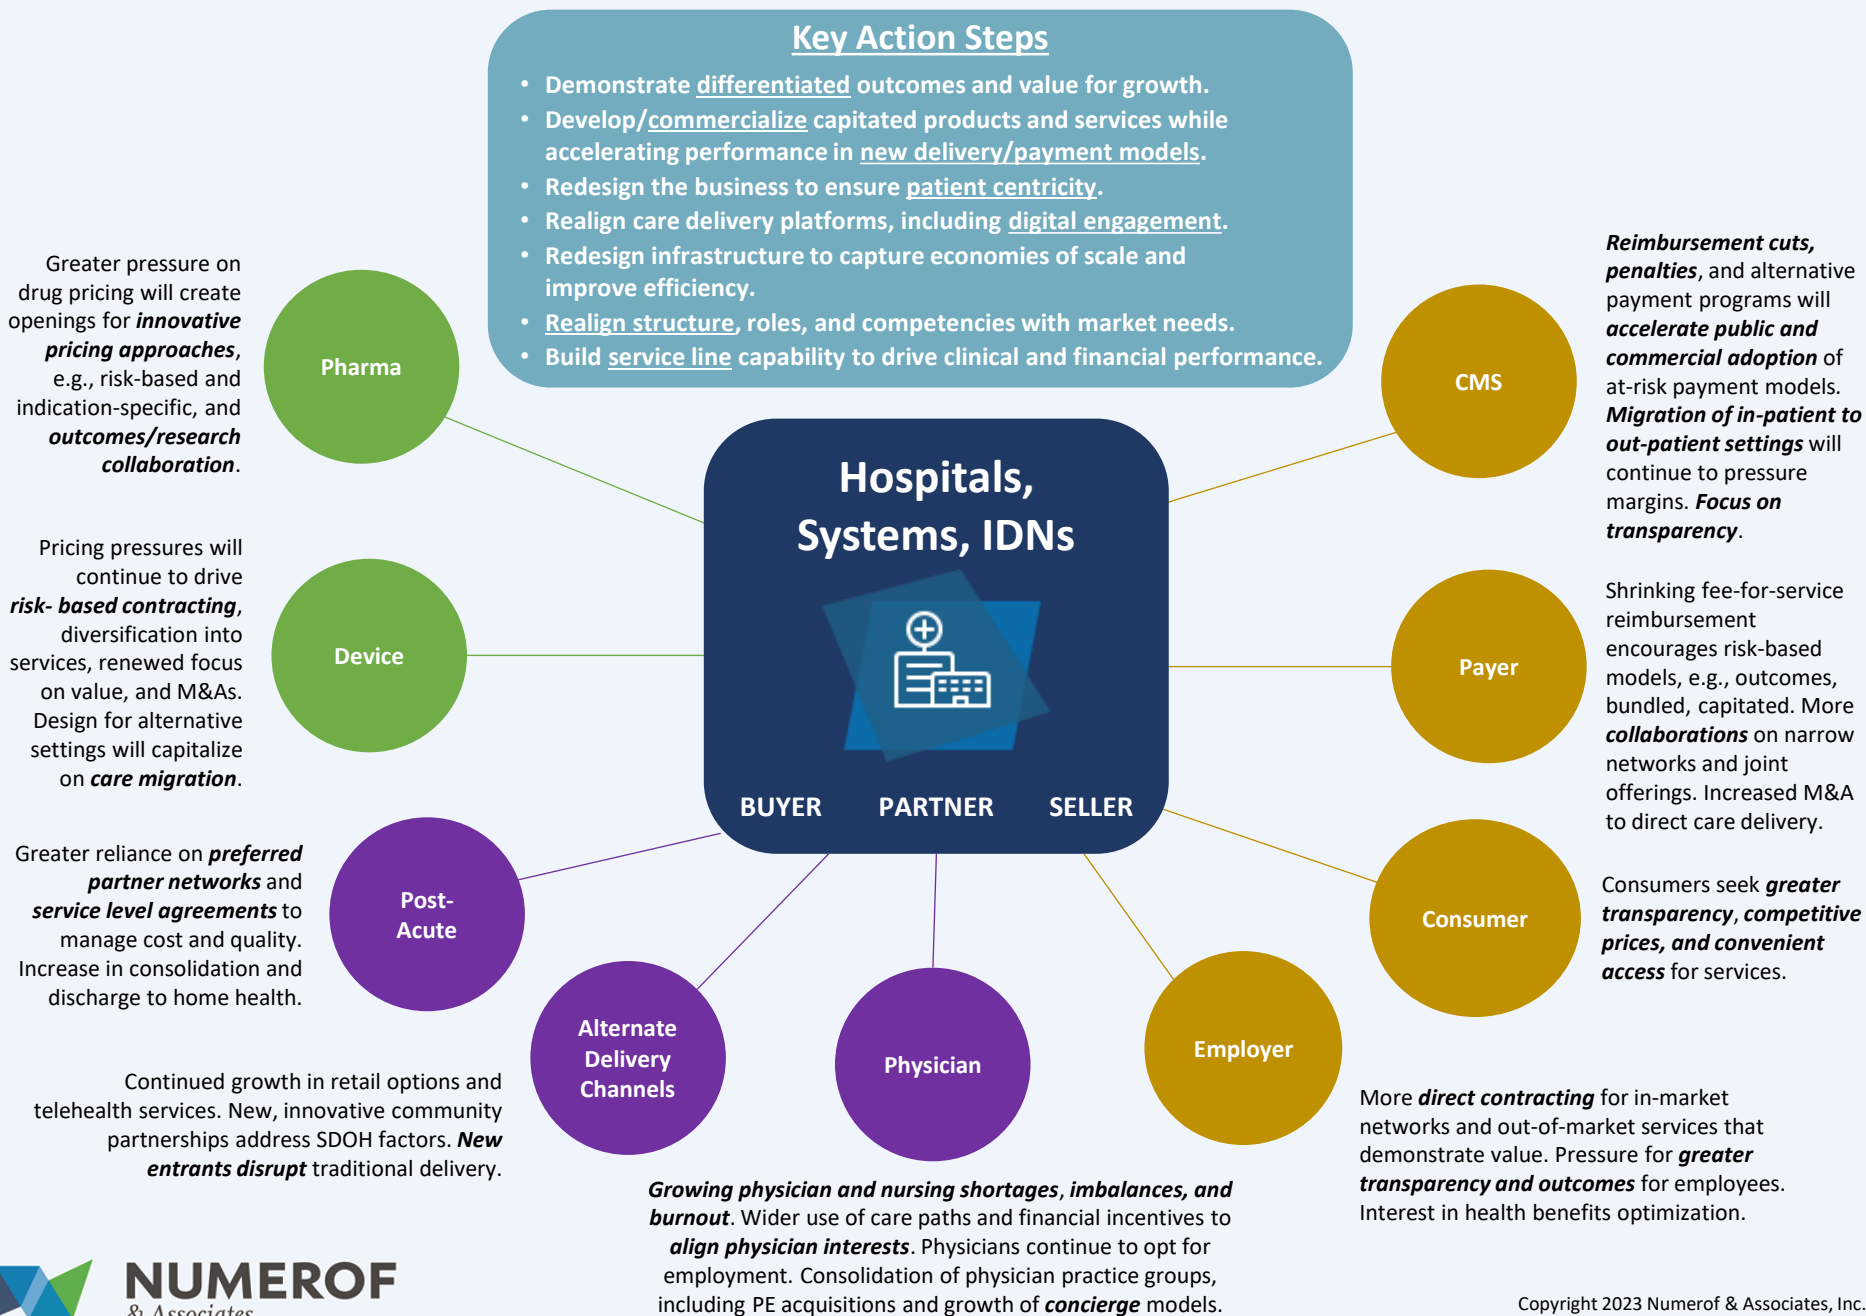 Key Action Steps
• Demonstrate differentiated outcomes and value for growth.
• Develop/commercialize capitated products and services while
accelerating performance in new delivery/payment models.
• Redesign the business to ensure patient centricity.
• Realign care delivery platforms, including digital engagement.
• Redesign infrastructure to capture economies of scale and
improve efficiency.
• Realign structure, roles, and competencies with market needs.
• Build service line capability to drive clinical and financial performance.
Greater pressure on
drug pricing will create
openings for innovative
pricing approaches,
e.g., risk-based and
indication-specific, and
outcomes/research
collaboration.
Pharma
Pricing pressures will
continue to drive
risk- based contracting,
diversification into
services, renewed focus
on value, and M&As.
Design for alternative
settings will capitalize
on care migration.
Device
Greater reliance on preferred
partner networks and
service level agreements to
manage cost and quality.
Increase in consolidation and
discharge to home health.
Post-
Acute
Continued growth in retail options and
telehealth services. New, innovative community
partnerships address SDOH factors. New
entrants disrupt traditional delivery.
Alternate
Delivery
Channels
Hospitals,
Systems, IDNs
BUYER PARTNER SELLER
Physician
Growing physician and nursing shortages, imbalances, and
burnout. Wider use of care paths and financial incentives to
align physician interests. Physicians continue to opt for
employment. Consolidation of physician practice groups,
including PE acquisitions and growth of concierge models.
CMS
Reimbursement cuts,
penalties, and alternative
payment programs will
accelerate public and
commercial adoption of
at-risk payment models.
Migration of in-patient to
out-patient settings will
continue to pressure
margins. Focus on
transparency.
Payer
Shrinking fee-for-service
reimbursement
encourages risk-based
models, e.g., outcomes,
bundled, capitated. More
collaborations on narrow
networks and joint
offerings. Increased M&A
to direct care delivery.
Consumer
Consumers seek greater
transparency, competitive
prices, and convenient
access for services.
Employer
More direct contracting for in-market
networks and out-of-market services that
demonstrate value. Pressure for greater
transparency and outcomes for employees.
Interest in health benefits optimization.
NUMEROF
& Associates
Copyright 2023 Numerof & Associates, Inc.